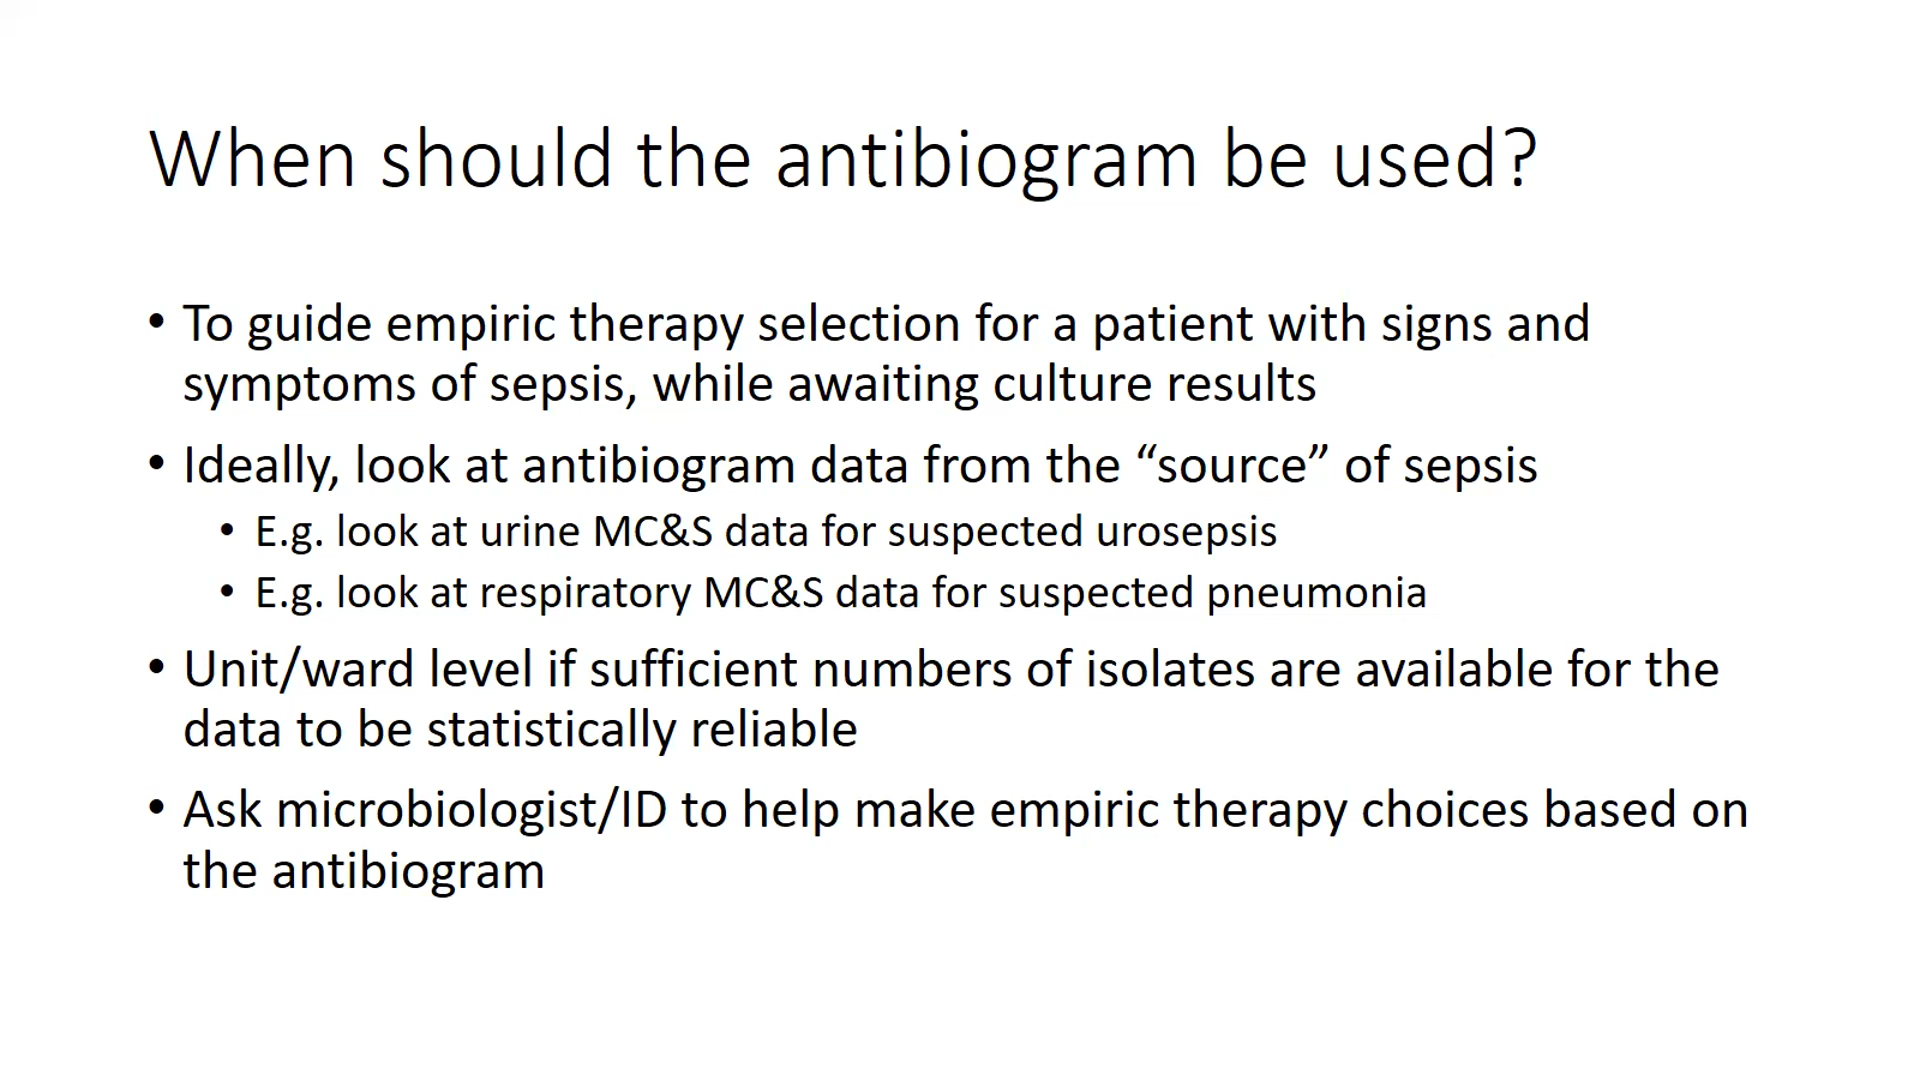 When should the antibiogram be used?
• To guide empiric therapy selection for a patient with signs and
symptoms of sepsis, while awaiting culture results
• Ideally, look at antibiogram data from the “source” of sepsis
• E.g. look at urine MC&S data for suspected urosepsis
• E.g. look at respiratory MC&S data for suspected pneumonia
• Unit/ward level if sufficient numbers of isolates are available for the
data to be statistically reliable
• Ask microbiologist/ID to help make empiric therapy choices based on
the antibiogram